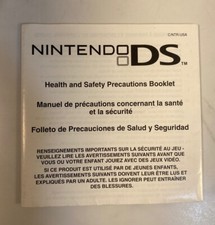 C/NTR-USA
NINTENDO DS™
Health and Safety Precautions Booklet
Manuel de précautions concernant la santé
et la sécurité
Folleto de Precauciones de Salud y Seguridad
RENSEIGNEMENTS IMPORTANTS SUR LA SÉCURITÉ AU JEU -
VEUILLEZ LIRE LES AVERTISSEMENTS SUIVANTS AVANT QUE
VOUS OU VOTRE ENFANT JOUIEZ AVEC DES JEUX VIDÉO.
SI CE PRODUIT EST UTILISÉ PAR DE JEUNES ENFANTS,
LES AVERTISSEMENTS DOIVENT LEUR ÊTRE LUS ET
EXPLIQUÉS PAR UN ADULTE. LES IGNORER PEUT ENTRAÎNER
DES BLESSURES.